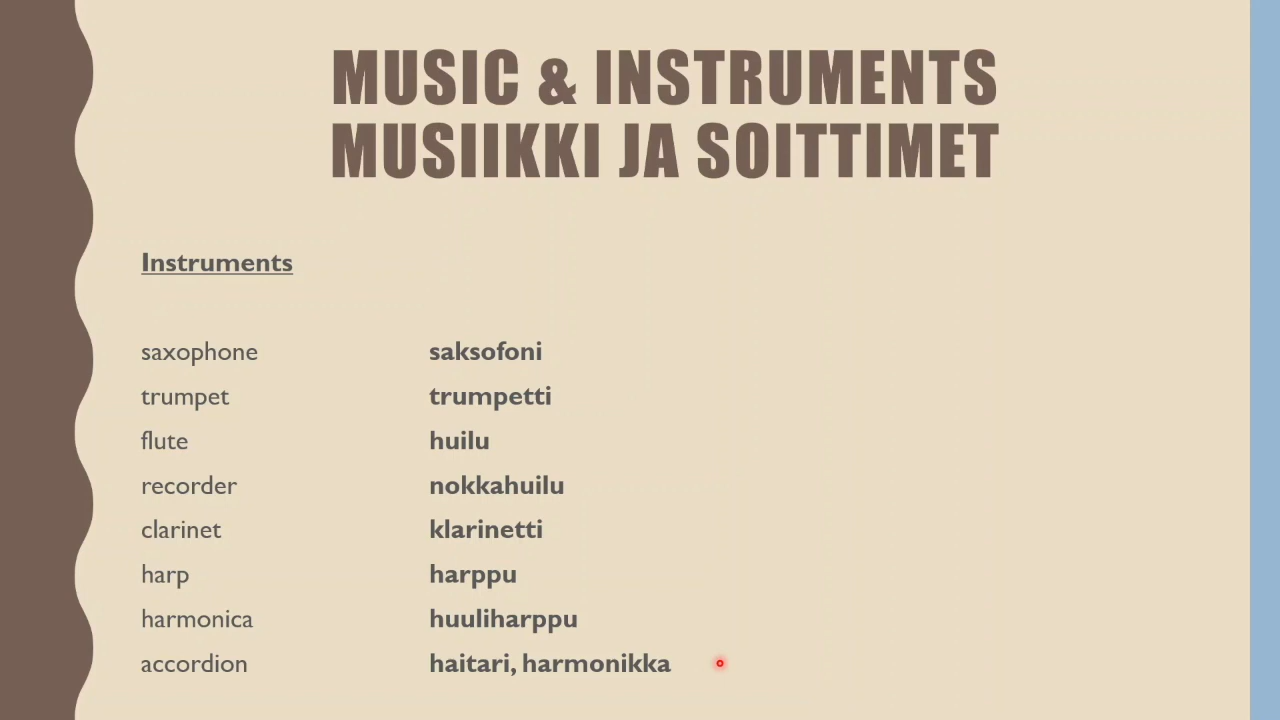 MUSIC & INSTRUMENTS
MUSIIKKI JA SOITTIMET
Instruments
saxophone saksofoni
trumpet trumpetti
flute huilu
recorder nokkahuilu
clarinet klarinetti
harp harppu
harmonica huuliharppu
accordion haitari, harmonikka